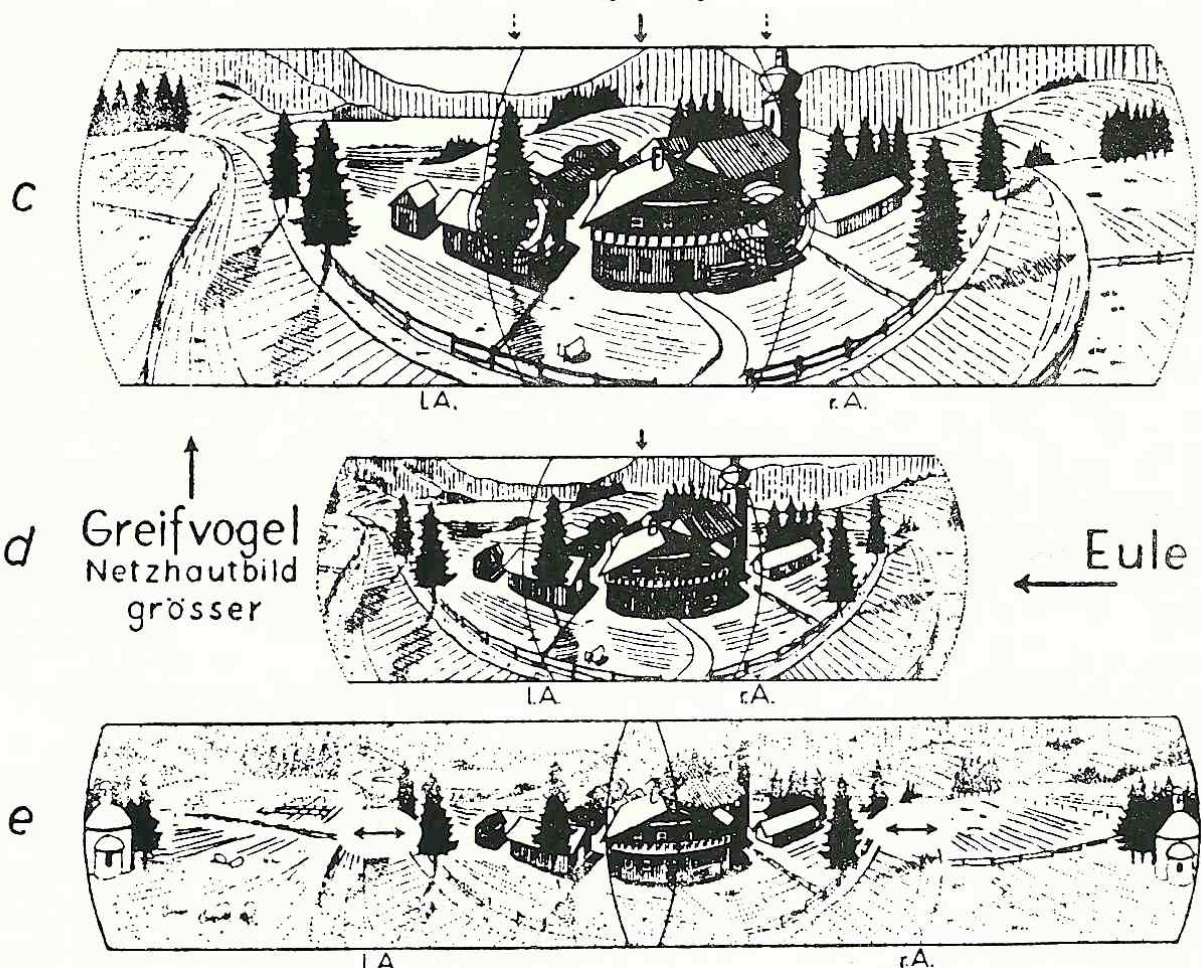 c
l.A.
r.A.
d
Greifvogel
Netzhautbild
grösser
Eule
l.A.
r.A.
e
l.A.
r.A.